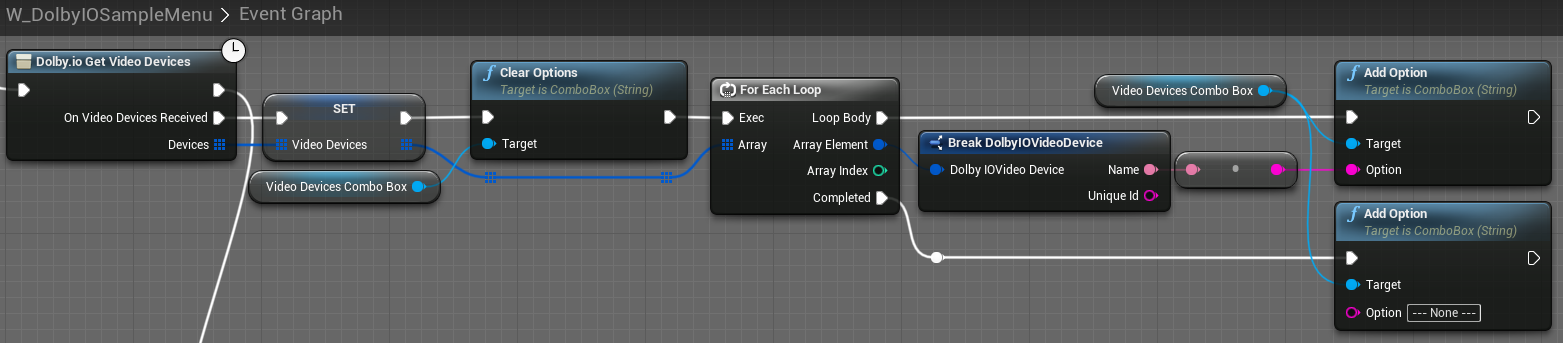 W_DolbyIOSampleMenu > Event Graph
Dolby.io Get Video Devices
On Video Devices Received
Devices
SET
Video Devices
Video Devices Combo Box
Clear Options
Target is ComboBox (String)
Target
For Each Loop
Exec Loop Body
Array Array Element
Array Index
Completed
Break DolbyIOVideoDevice
Dolby IOVideo Device Name
Unique Id
Video Devices Combo Box
Add Option
Target is ComboBox (String)
Target
Option
Add Option
Target is ComboBox (String)
Target
Option --- None ---